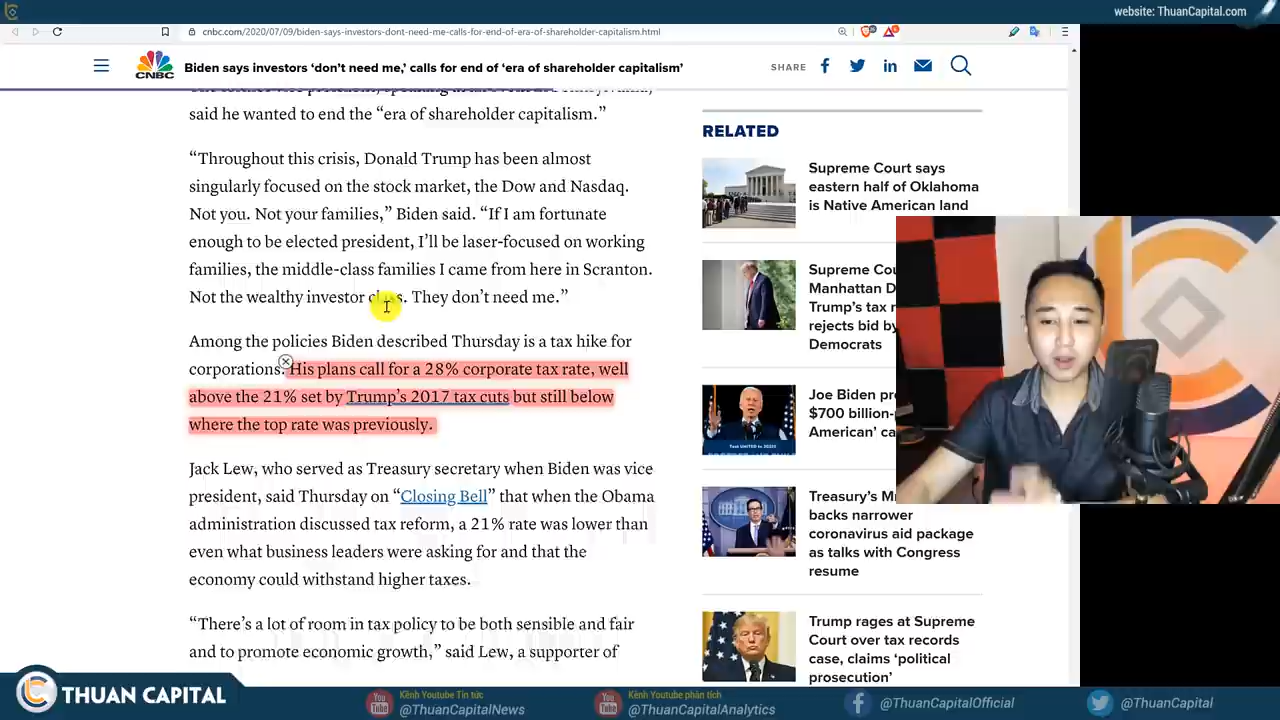 website: ThuanCapital.com
cnbc.com/2020/07/09/biden-says-investors-dont-need-me-calls-for-end-of-era-of-shareholder-capitalism.html
CNBC
Biden says investors ‘don’t need me,’ calls for end of ‘era of shareholder capitalism’
SHARE
said he wanted to end the “era of shareholder capitalism.”
“Throughout this crisis, Donald Trump has been almost
singularly focused on the stock market, the Dow and Nasdaq.
Not you. Not your families,” Biden said. “If I am fortunate
enough to be elected president, I’ll be laser-focused on working
families, the middle-class families I came from here in Scranton.
Not the wealthy investor class. They don’t need me.”
Among the policies Biden described Thursday is a tax hike for
corporations. His plans call for a 28% corporate tax rate, well
above the 21% set by Trump’s 2017 tax cuts but still below
where the top rate was previously.
Jack Lew, who served as Treasury secretary when Biden was vice
president, said Thursday on “Closing Bell” that when the Obama
administration discussed tax reform, a 21% rate was lower than
even what business leaders were asking for and that the
economy could withstand higher taxes.
“There’s a lot of room in tax policy to be both sensible and fair
and to promote economic growth,” said Lew, a supporter of
RELATED
Supreme Court says
eastern half of Oklahoma
is Native American land
Supreme
Manhattan
Trump’s tax
rejects bid by
Democrats
Joe Biden
$700 billion-
American’
Treasury’s
backs narrower
coronavirus aid package
as talks with Congress
resume
Trump rages at Supreme
Court over tax records
case, claims ‘political
prosecution’
THUAN CAPITAL
Kênh Youtube Tin tức
@ThuanCapitalNews
Kênh Youtube phân tích
@ThuanCapitalAnalytics
@ThuanCapitalOfficial
@ThuanCapital